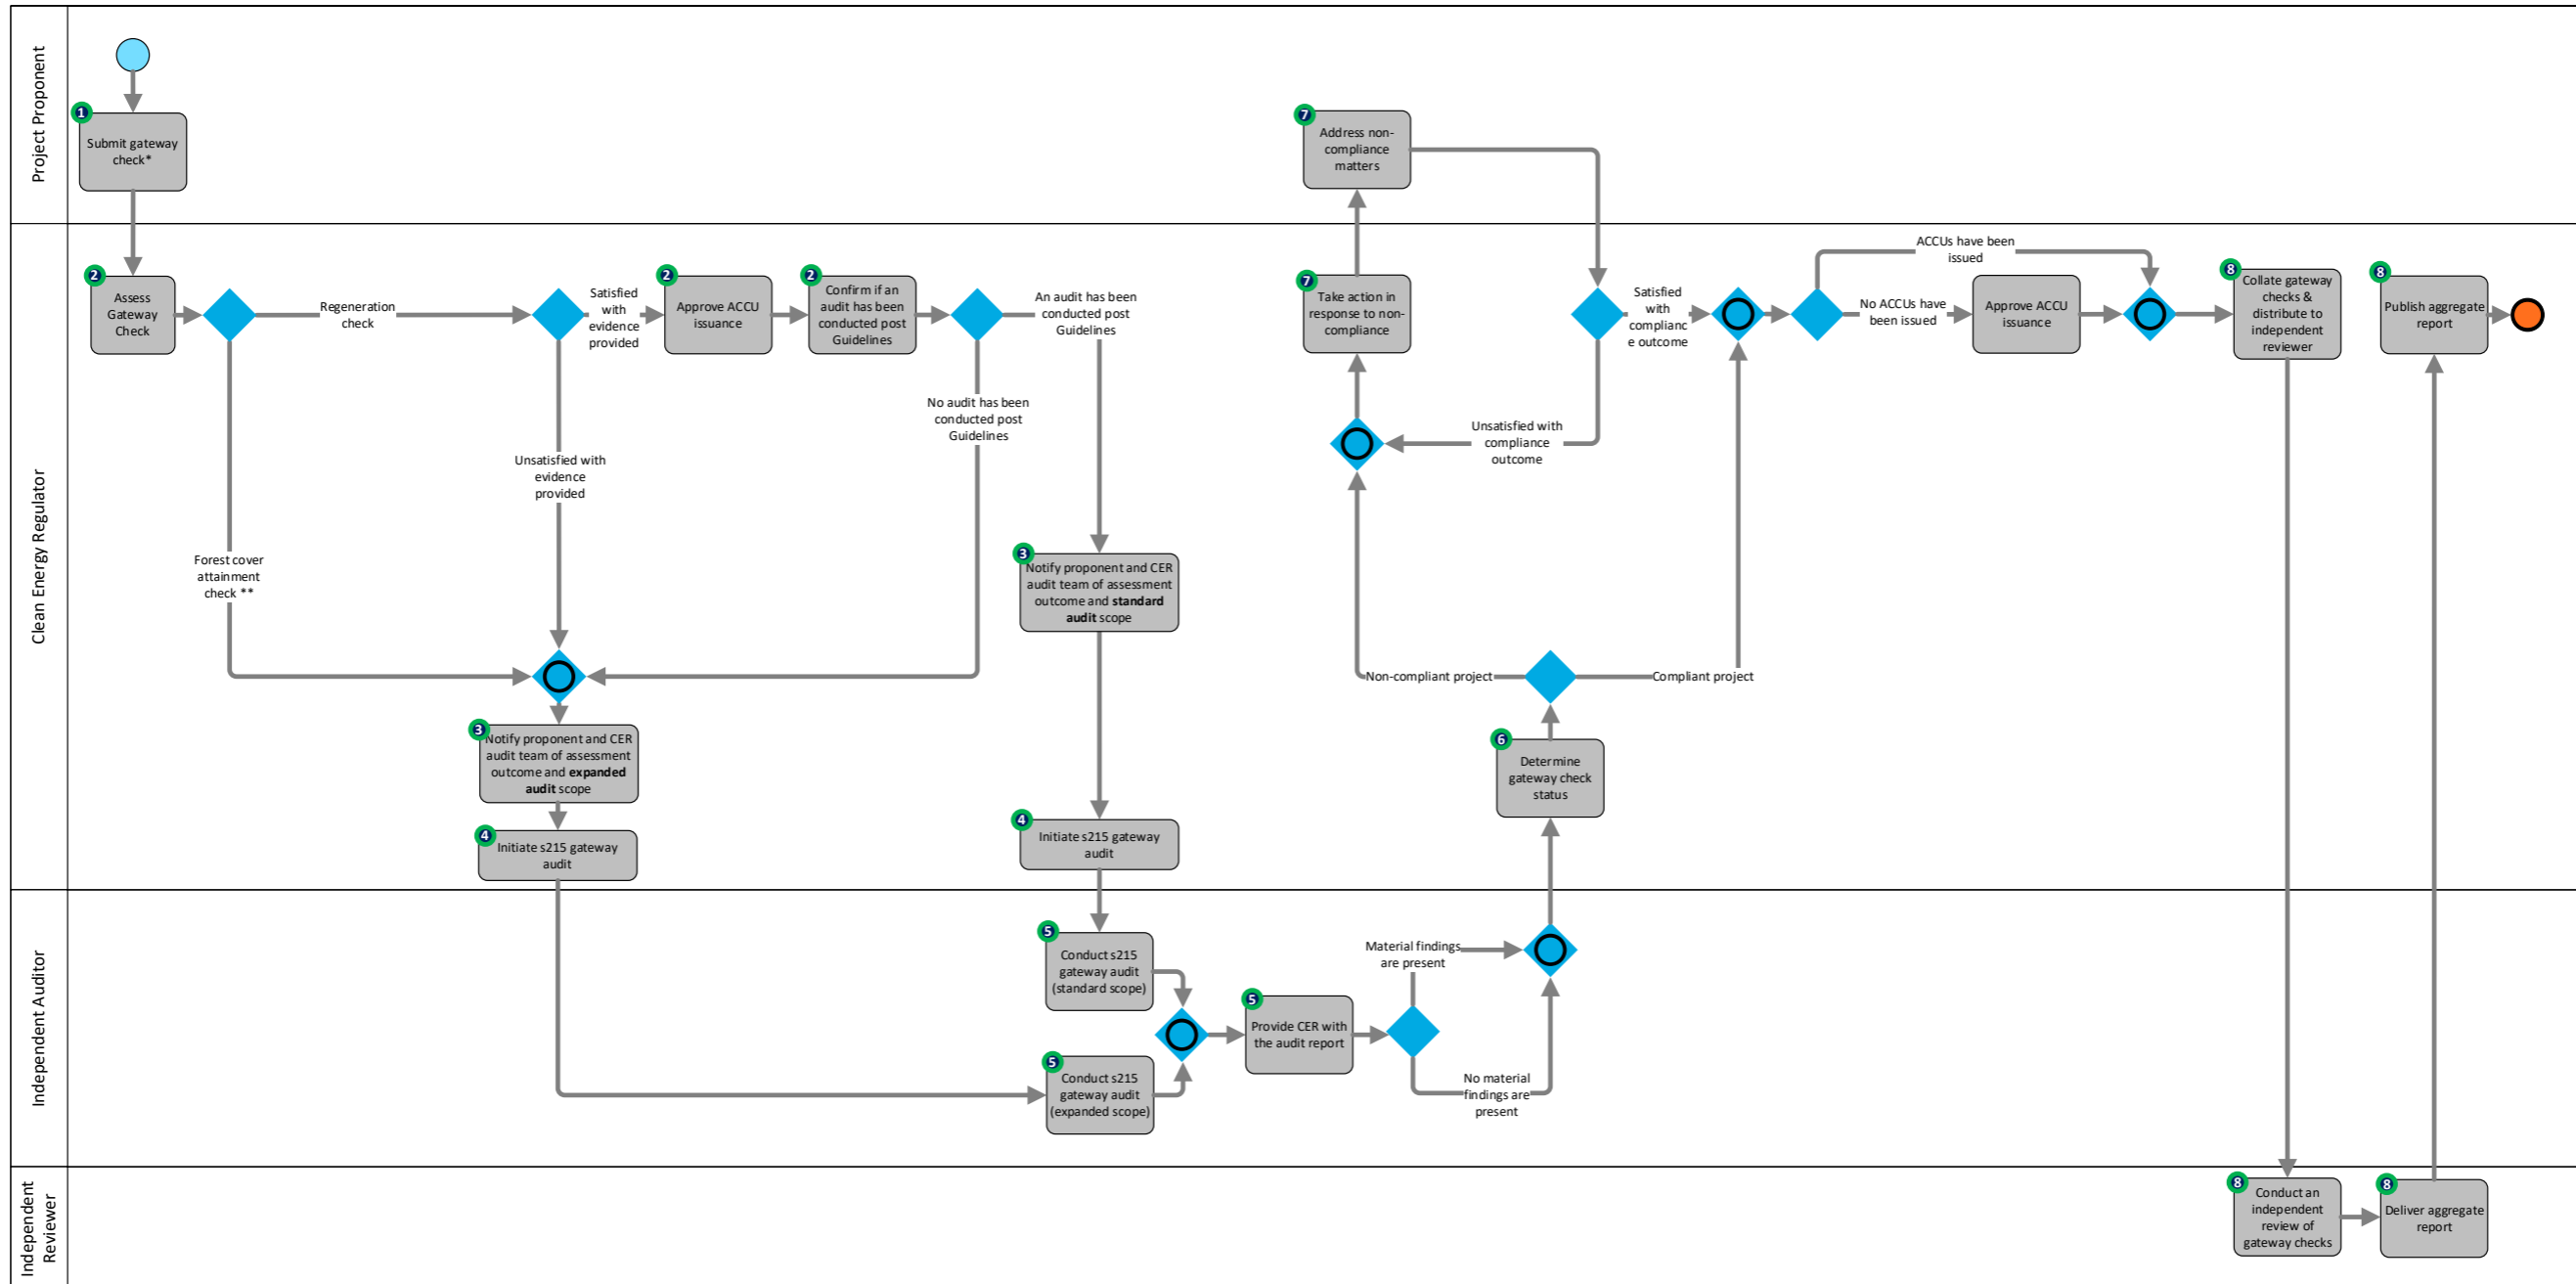 Project Proponent
1
Submit gateway
check*
7
Address non-
compliance
matters
Clean Energy Regulator
2
Assess
Gateway
Check
Regeneration
check
Satisfied
with
evidence
provided
2
Approve ACCU
issuance
2
Confirm if an
audit has been
conducted post
Guidelines
An audit has been
conducted post
Guidelines
No audit has been
conducted post
Guidelines
Unsatisfied with
evidence
provided
Forest cover
attainment
check **
3
Notify proponent and CER
audit team of assessment
outcome and standard
audit scope
3
Notify proponent and CER
audit team of assessment
outcome and expanded
audit scope
4
Initiate s215 gateway
audit
4
Initiate s215 gateway
audit
7
Take action in
response to non-
compliance
Satisfied
with
complianc
e outcome
Unsatisfied with
compliance
outcome
Non-compliant project
Compliant project
6
Determine
gateway check
status
ACCUs have been
issued
No ACCUs have
been issued
Approve ACCU
issuance
8
Collate gateway
checks &
distribute to
independent
reviewer
8
Publish aggregate
report
Independent Auditor
5
Conduct s215
gateway audit
(standard scope)
5
Conduct s215
gateway audit
(expanded scope)
5
Provide CER with
the audit report
Material findings
are present
No material
findings are
present
Independent
Reviewer
8
Conduct an
independent
review of
gateway checks
8
Deliver aggregate
report